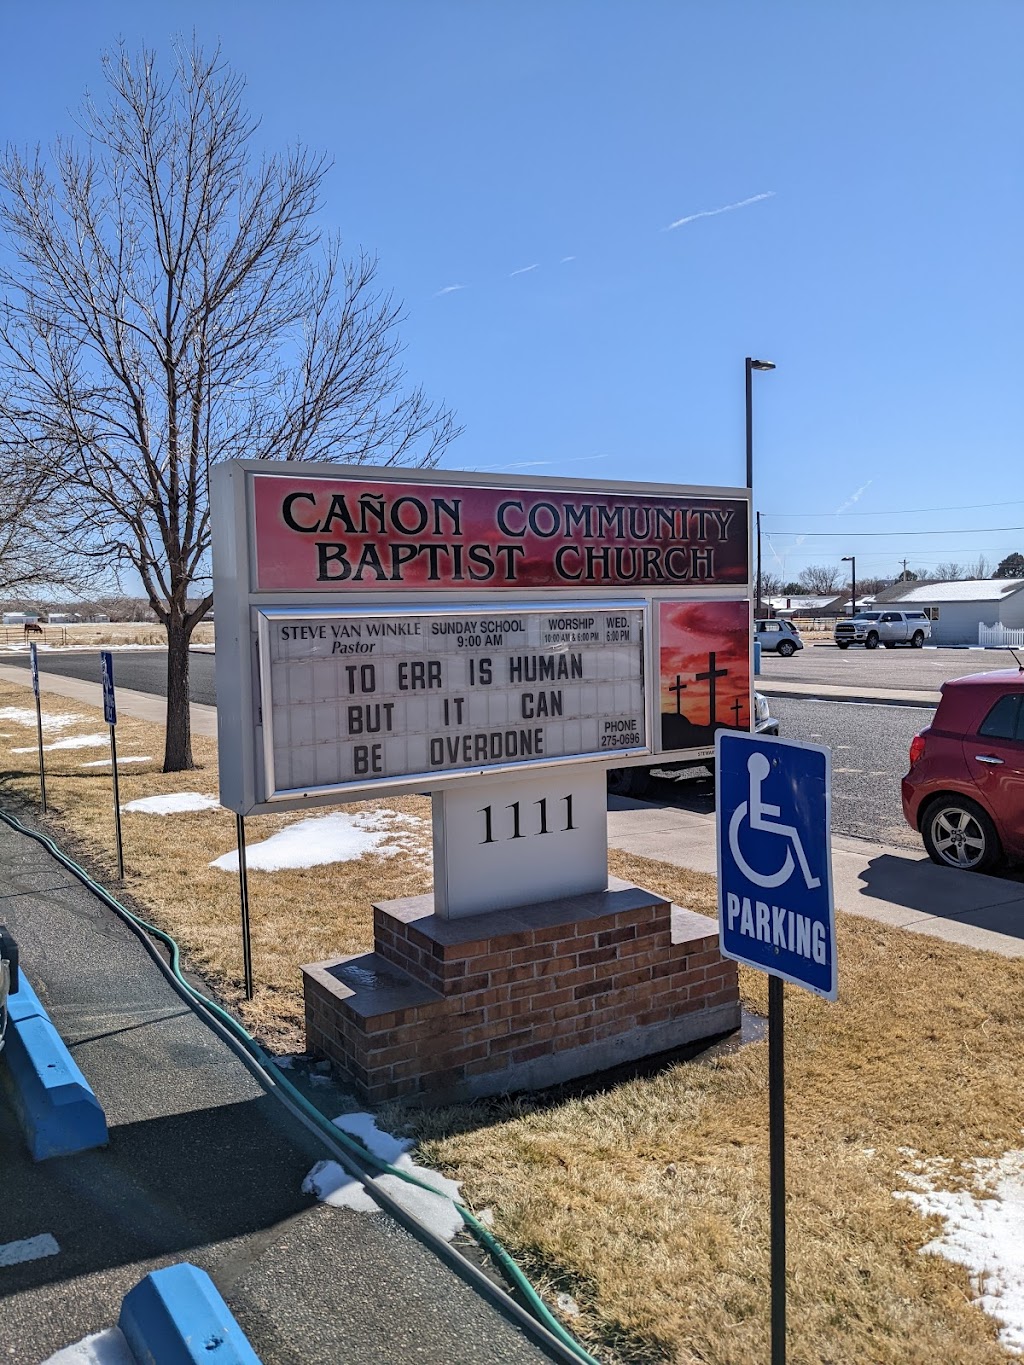 CAÑON COMMUNITY
BAPTIST CHURCH
STEVE VAN WINKLE
Pastor
SUNDAY SCHOOL
9:00 AM
WORSHIP
10:00 AM & 6:00 PM
WED.
6:00 PM
TO ERR IS HUMAN
BUT IT CAN
BE OVERDONE
PHONE
275-0696
1111
PARKING